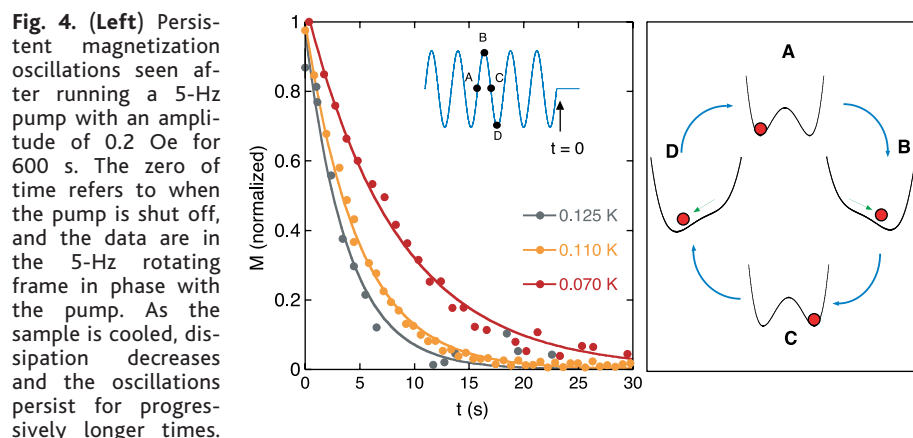 Fig. 4. (Left) Persis-
tent magnetization
oscillations seen af-
ter running a 5-Hz
pump with an ampli-
tude of 0.2 Oe for
600 s. The zero of
time refers to when
the pump is shut off,
and the data are in
the 5-Hz rotating
frame in phase with
the pump. As the
sample is cooled, dis-
sipation decreases
and the oscillations
persist for progres-
sively longer times.
M (normalized)
1
0.8
0.6
0.4
0.2
0
0
5
10
15
20
25
30
t (s)
B
A
C
D
t = 0
0.125 K
0.110 K
0.070 K
A
D
B
C